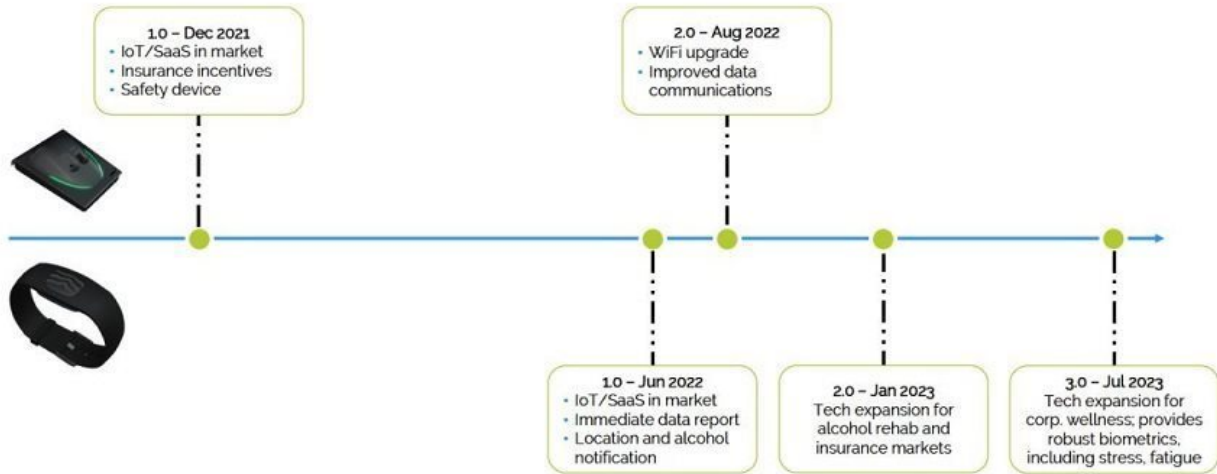 1.0 – Dec 2021
• IoT/SaaS in market
• Insurance incentives
• Safety device
2.0 – Aug 2022
• WiFi upgrade
• Improved data
communications
1.0 – Jun 2022
• IoT/SaaS in market
• Immediate data report
• Location and alcohol
notification
2.0 – Jan 2023
Tech expansion for
alcohol rehab and
insurance markets
3.0 – Jul 2023
Tech expansion for
corp. wellness; provides
robust biometrics,
including stress, fatigue